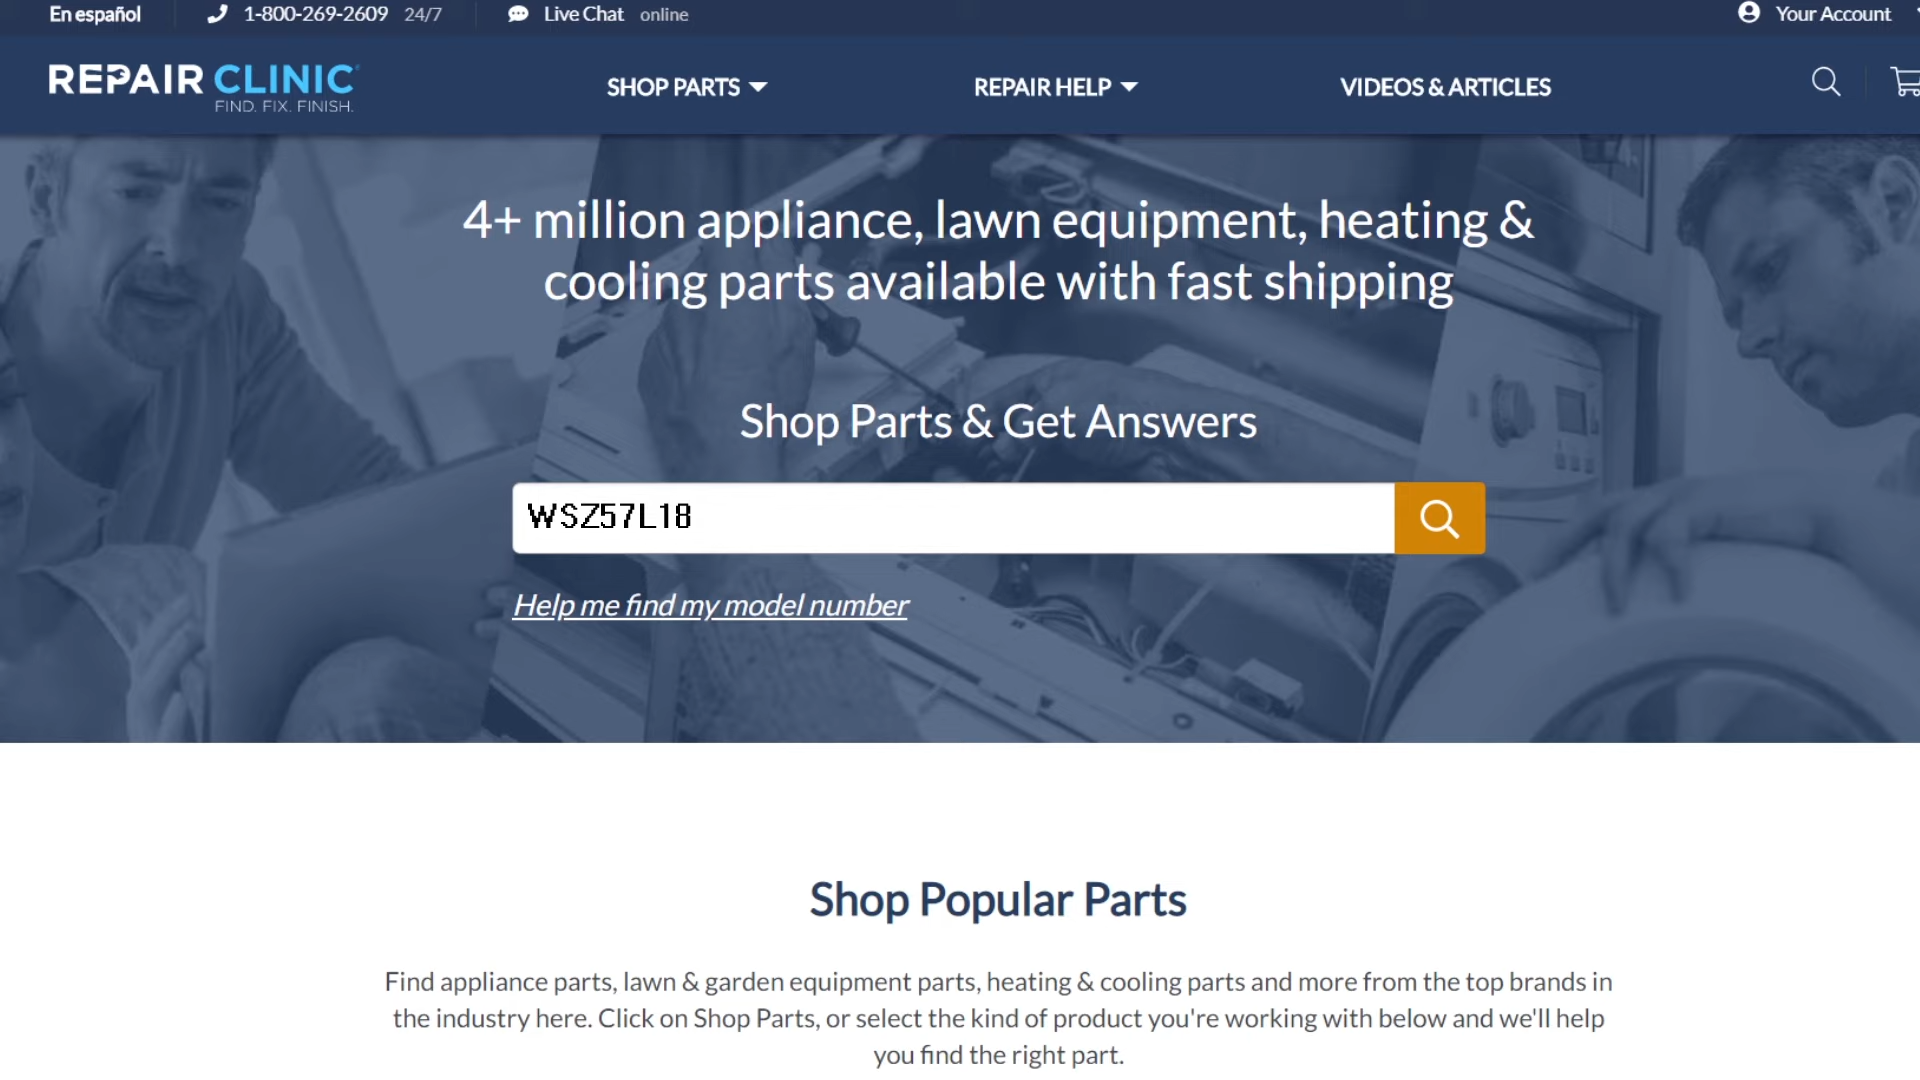 En español
1-800-269-2609 24/7
Live Chat online
Your Account
REPAIR CLINIC
FIND. FIX. FINISH.
SHOP PARTS
REPAIR HELP
VIDEOS & ARTICLES
4+ million appliance, lawn equipment, heating &
cooling parts available with fast shipping
Shop Parts & Get Answers
WSZ57L18
Help me find my model number
Shop Popular Parts
Find appliance parts, lawn & garden equipment parts, heating & cooling parts and more from the top brands in
the industry here. Click on Shop Parts, or select the kind of product you're working with below and we'll help
you find the right part.